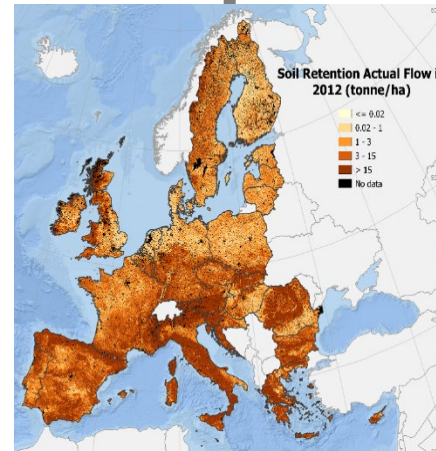 Soil Retention Actual Flow i
2012 (tonne/ha)
<= 0.02
0.02 - 1
1 - 3
3 - 15
> 15
No data